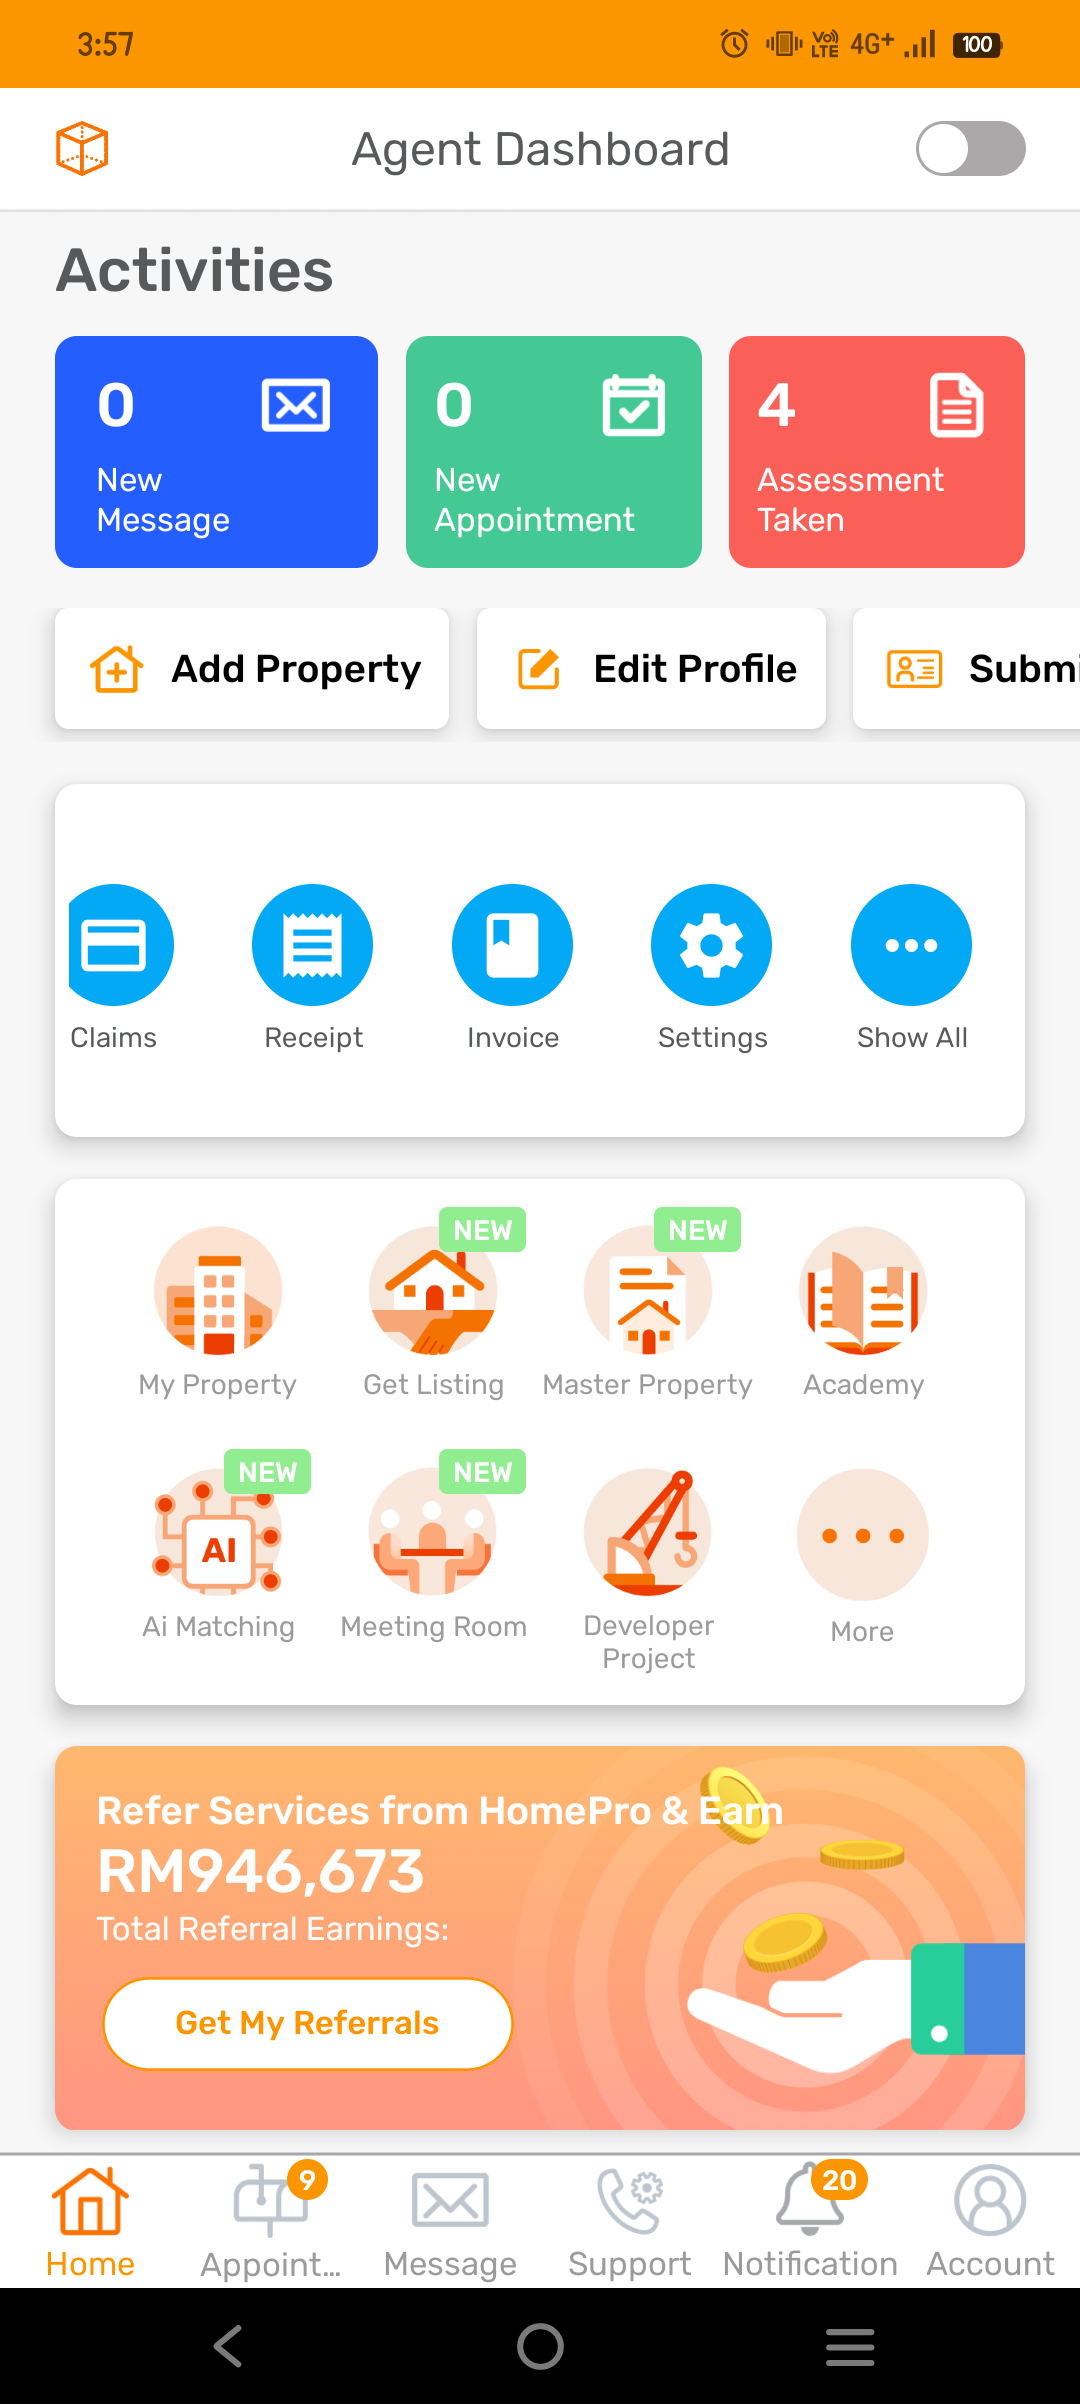 3:57
Vo)) LTE 4G+ 100
Agent Dashboard
Activities
0
New
Message
0
New
Appointment
4
Assessment
Taken
Add Property
Edit Profile
Submi
Claims
Receipt
Invoice
Settings
Show All
NEW
NEW
My Property
Get Listing
Master Property
Academy
NEW
NEW
AI
Ai Matching
Meeting Room
Developer
Project
More
Refer Services from HomePro & Earn
RM946,673
Total Referral Earnings:
Get My Referrals
9
20
Home
Appoint...
Message
Support
Notification
Account